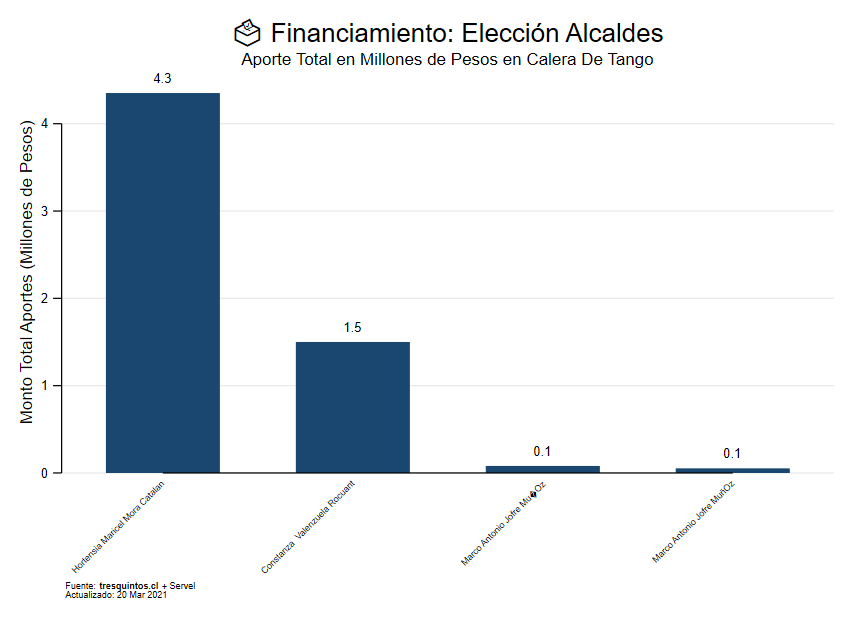 Financiamiento: Elección Alcaldes
Aporte Total en Millones de Pesos en Calera De Tango
Monto Total Aportes (Millones de Pesos)
4
3
2
1
0
4.3
1.5
0.1
0.1
Hortensia Maricel Mora Catalan
Constanza Valenzuela Rocuant
Marco Antonio Jofre Mu�Oz
Marco Antonio Jofre MuñOz
Fuente: tresquintos.cl + Servel
Actualizado: 20 Mar 2021